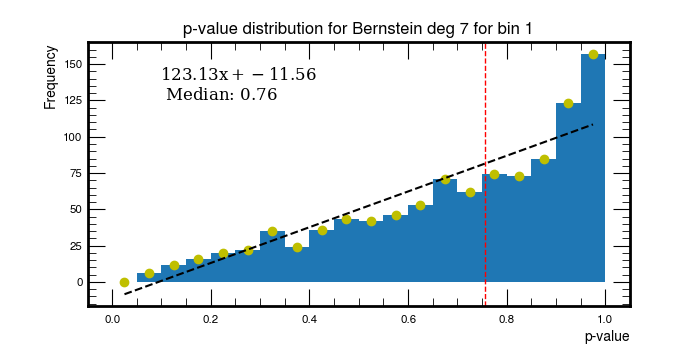 p-value distribution for Bernstein deg 7 for bin 1
Frequency
123.13x + −11.56
Median: 0.76
150
125
100
75
50
25
0
0.0 0.2 0.4 0.6 0.8 1.0
p-value